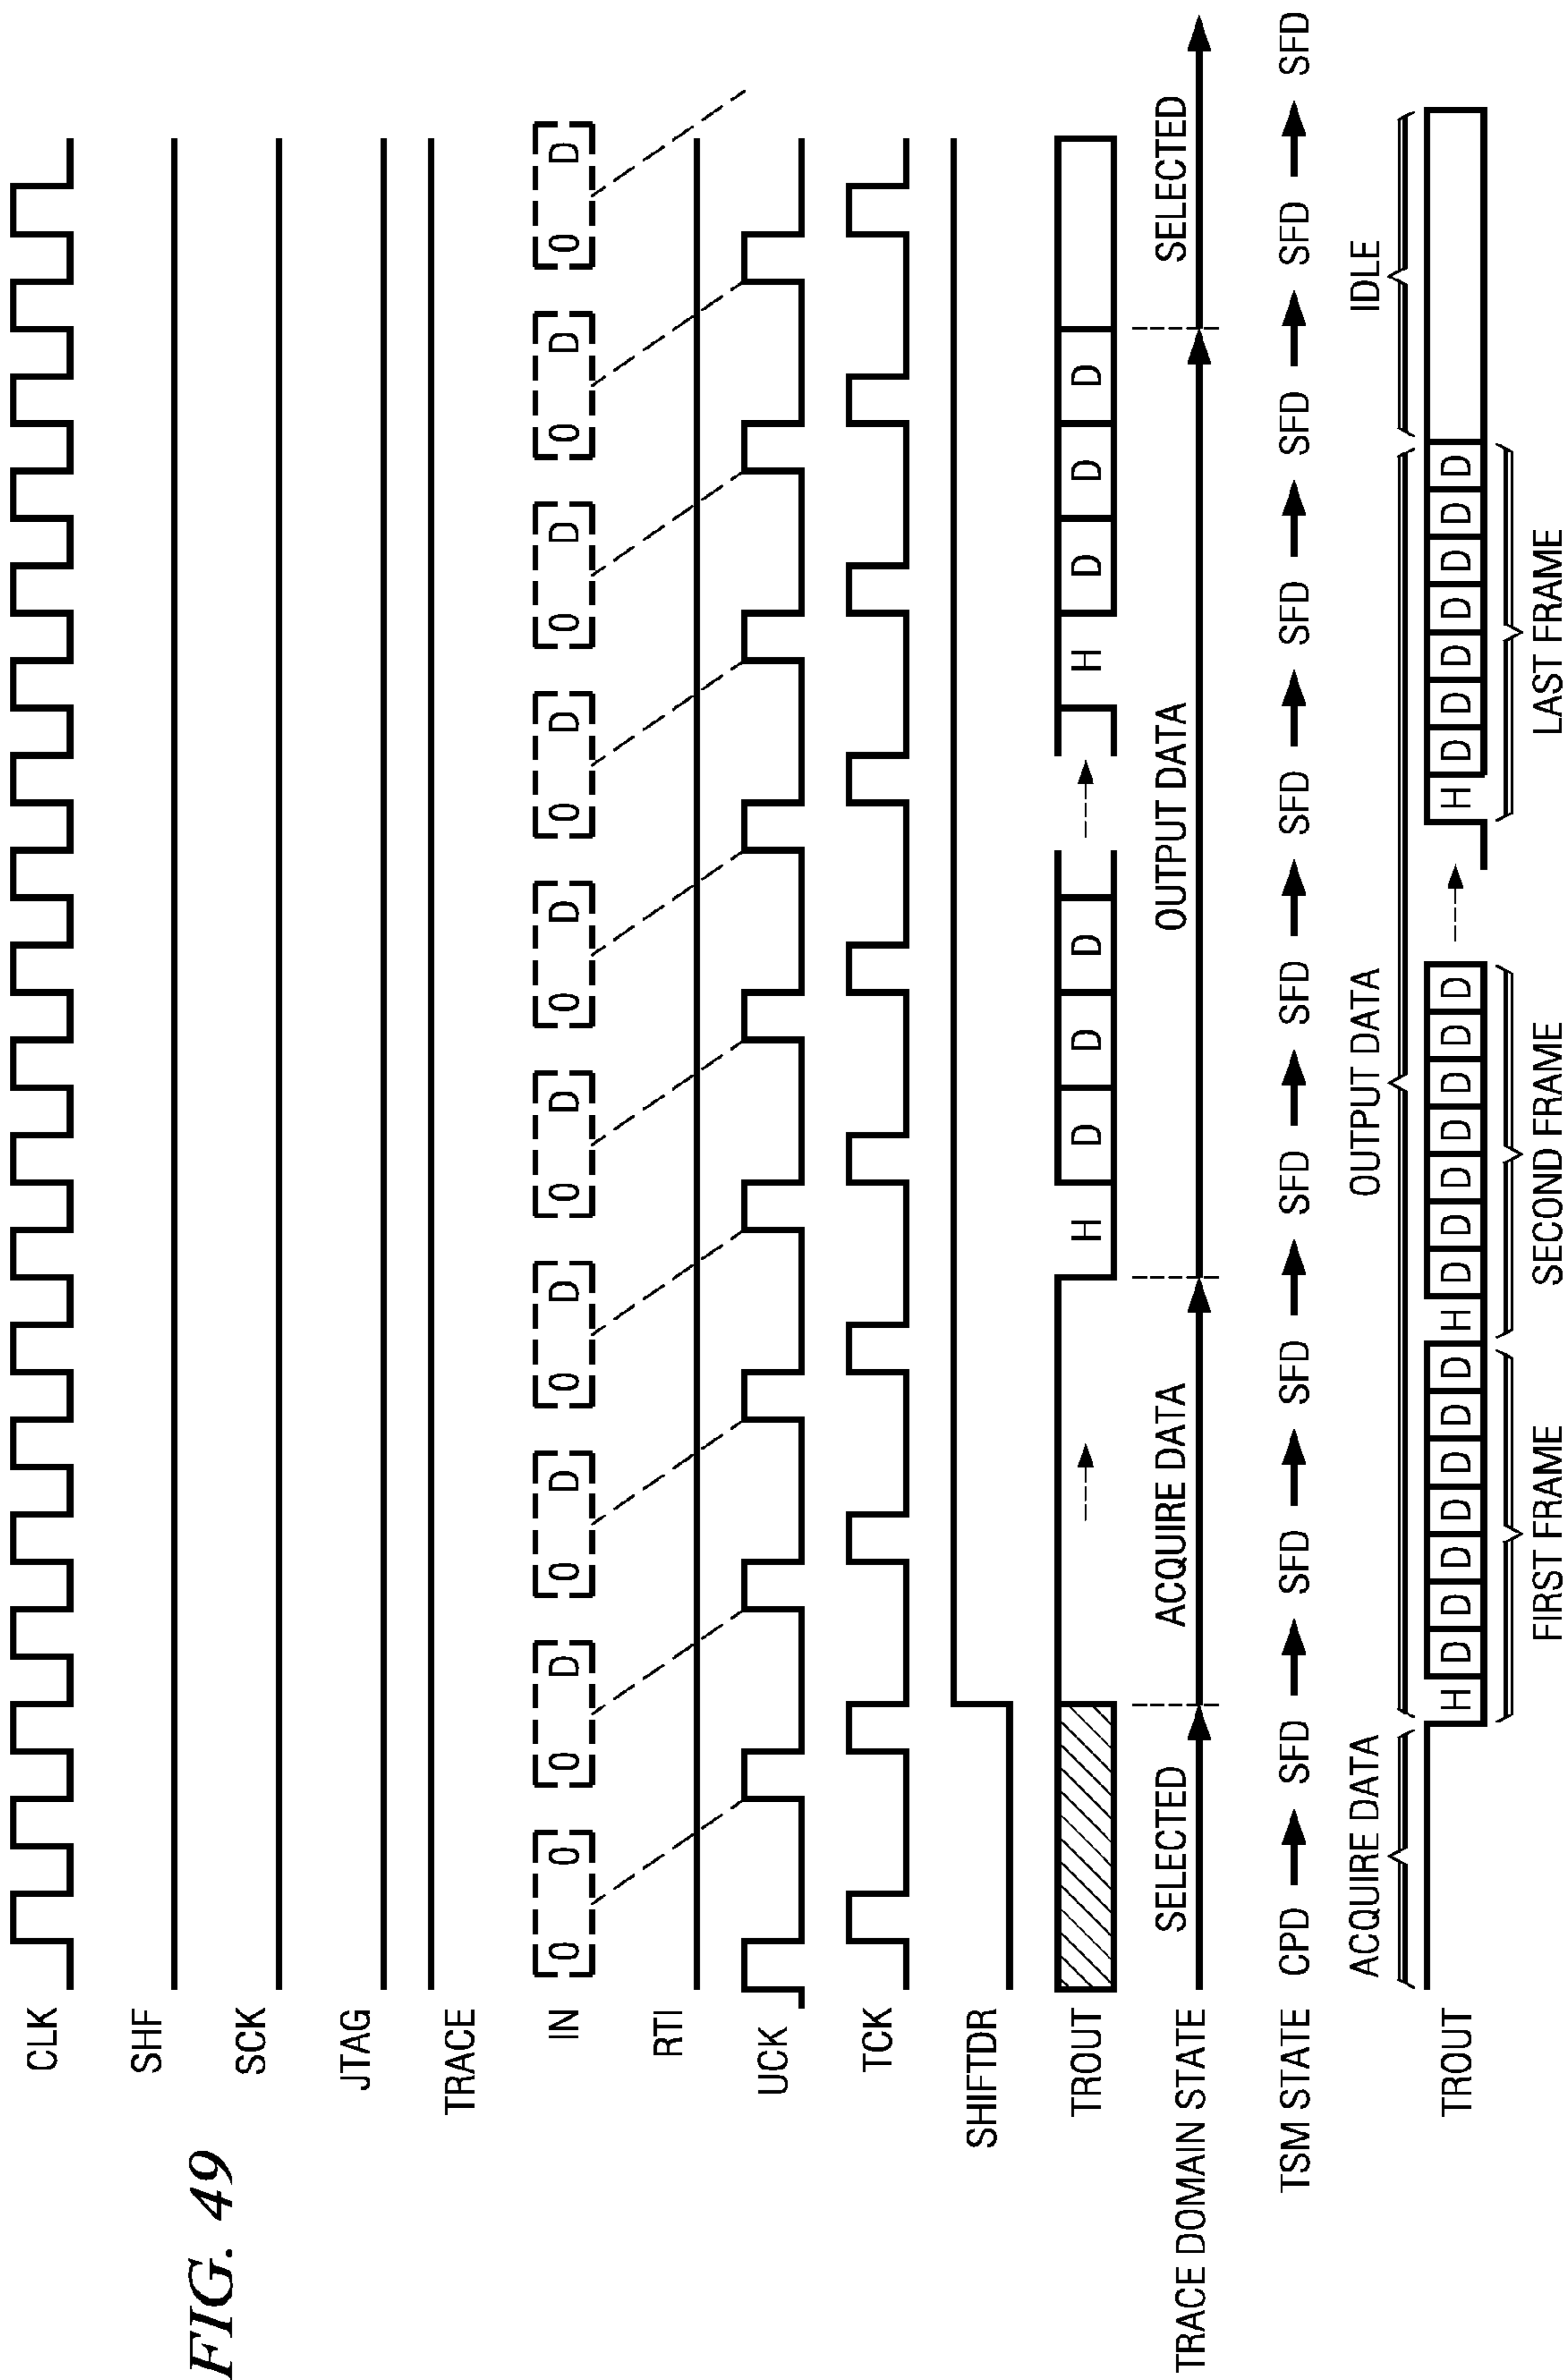 FIG. 49
CLK
SHF
SCK
JTAG
TRACE
IN 0 0 0 D 0 D 0 D 0 D 0 D 0 D 0 D 0 D 0 D
RTI
UCK
TCK
SHIFTDR
TROUT H D D D H D D D
TRACE DOMAIN STATE SELECTED ACQUIRE DATA OUTPUT DATA SELECTED
TSM STATE CPD SFD SFD SFD SFD SFD SFD SFD SFD SFD SFD
ACQUIRE DATA OUTPUT DATA IDLE
TROUT H D D D D D D D H D D D D D D D H D D D D D D D
FIRST FRAME SECOND FRAME LAST FRAME